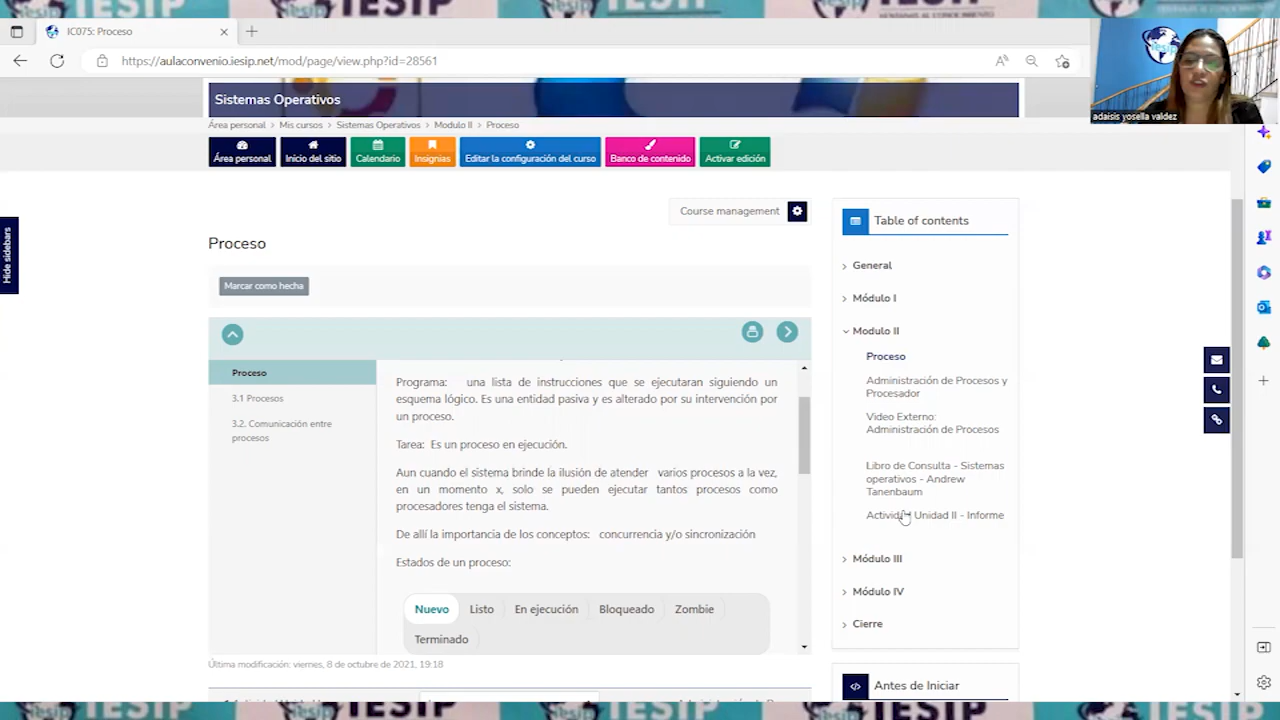 IESIP
IC075: Proceso
https://aulaconvenio.iesip.net/mod/page/view.php?id=28561
iesip
adaisis yosella valdez
Sistemas Operativos
Área personal
Mis cursos
Sistemas Operativos
Modulo II
Proceso
Área personal
Inicio del sitio
Calendario
Insignias
Editar la configuración del curso
Banco de contenido
Activar edición
Hide sidebars
Course management
Proceso
Marcar como hecha
Proceso
3.1 Procesos
3.2. Comunicación entre
procesos
Programa: una lista de instrucciones que se ejecutaran siguiendo un
esquema lógico. Es una entidad pasiva y es alterado por su intervención por
un proceso.
Tarea: Es un proceso en ejecución.
Aun cuando el sistema brinde la ilusión de atender varios procesos a la vez,
en un momento x, solo se pueden ejecutar tantos procesos como
procesadores tenga el sistema.
De allí la importancia de los conceptos: concurrencia y/o sincronización
Estados de un proceso:
Nuevo
Listo
En ejecución
Bloqueado
Zombie
Terminado
Última modificación: viernes, 8 de octubre de 2021, 19:18
Table of contents
General
Módulo I
Modulo II
Proceso
Administración de Procesos y
Procesador
Video Externo:
Administración de Procesos
Libro de Consulta - Sistemas
operativos - Andrew
Tanenbaum
Actividad Unidad II - Informe
Módulo III
Módulo IV
Cierre
Antes de Iniciar